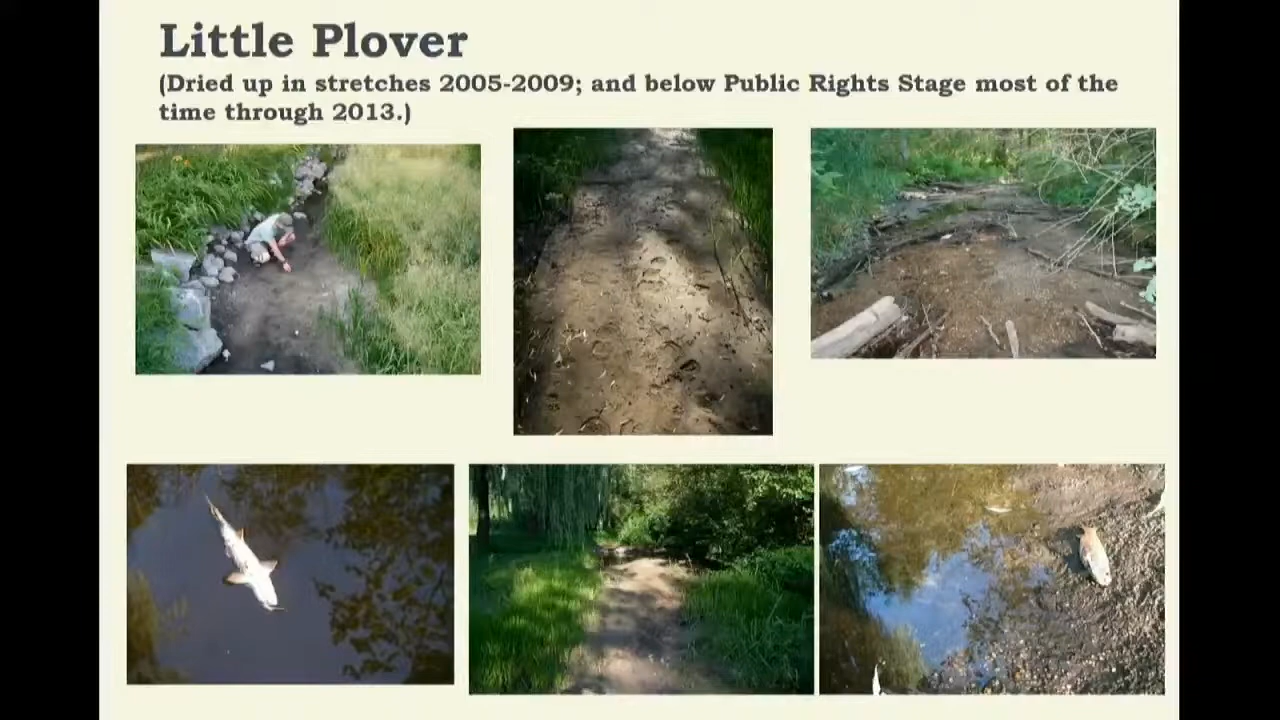 Little Plover
(Dried up in stretches 2005-2009; and below Public Rights Stage most of the
time through 2013.)